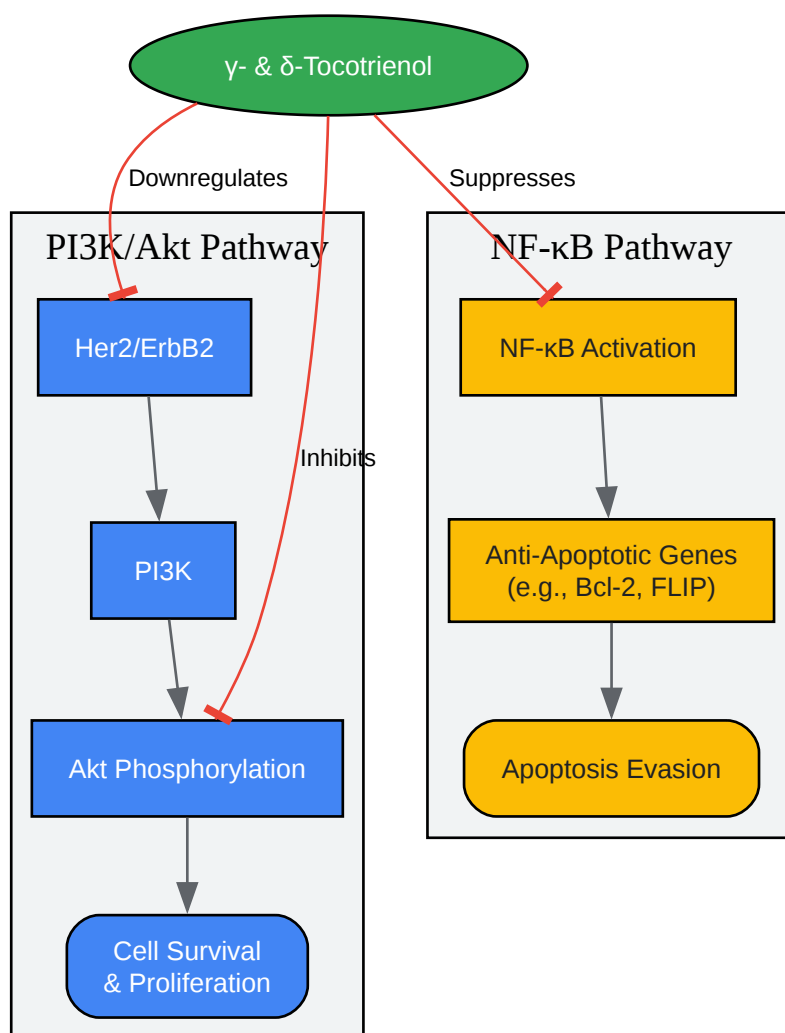 γ- & δ-Tocotrienol
Downregulates
Suppresses
PI3K/Akt Pathway
Her2/ErbB2
Inhibits
PI3K
Akt Phosphorylation
Cell Survival
& Proliferation
NF-κB Pathway
NF-κB Activation
Anti-Apoptotic Genes
(e.g., Bcl-2, FLIP)
Apoptosis Evasion